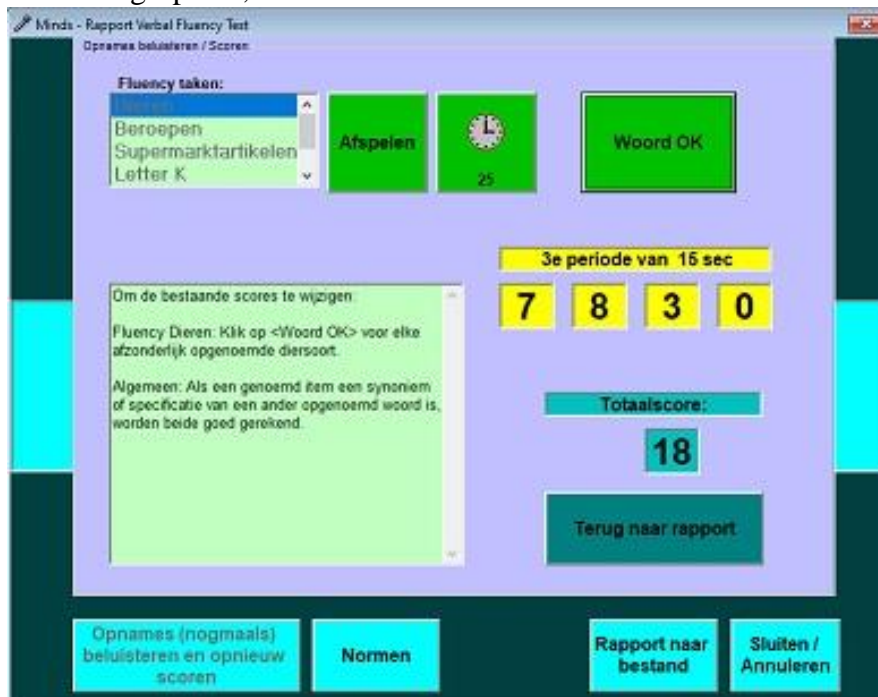 Minds - Rapport Verbal Fluency Test
Opnames beluisteren / Scoren
Fluency taken:
Dieren
Beroepen
Supermarktartikelen
Letter K
Afspelen
25
Woord OK
3e periode van 15 sec
7 8 3 0
Om de bestaande scores te wijzigen:
Fluency Dieren: Klik op <Woord OK> voor elke
afzonderlijk opgenoemde diersoort.
Algemeen: Als een genoemd item een synoniem
of specificatie van een ander opgenoemd woord is,
worden beide goed gerekend.
Totaalscore:
18
Terug naar rapport
Opnames (nogmaals)
beluisteren en opnieuw
scoren
Normen
Rapport naar
bestand
Sluiten /
Annuleren